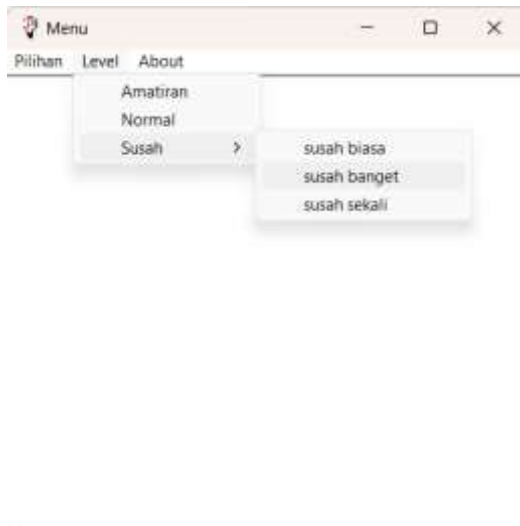 Menu
Pilihan Level About
Amatiran
Normal
Susah
susah biasa
susah banget
susah sekali